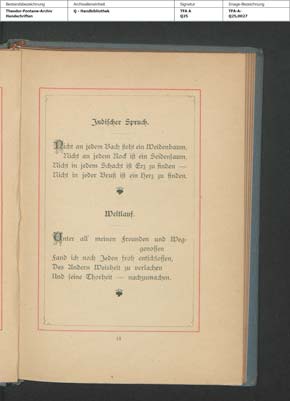 Bestandsbezeichnung
Theodor-Fontane-Archiv
Handschriften
Archivalieneinheit
Q - Handbibliothek
Signatur
TFA A
Q25
Image-Bezeichnung
TFA-A:
Q25,0027
Indischer Spruch.
Nicht an jedem Bach steht ein Weidenbaum,
Nicht an jedem Rock ist ein Seidensaum,
Nicht in jedem Schacht ist Erz zu finden —
Nicht in jeder Brust ist ein Herz zu finden.
Weltlauf.
Unter all meinen Freunden und Weg-
genossen
Fand ich noch Jeden froh entschlossen,
Des Andern Weisheit zu verlachen
Und seine Thorheit — nachzumachen.